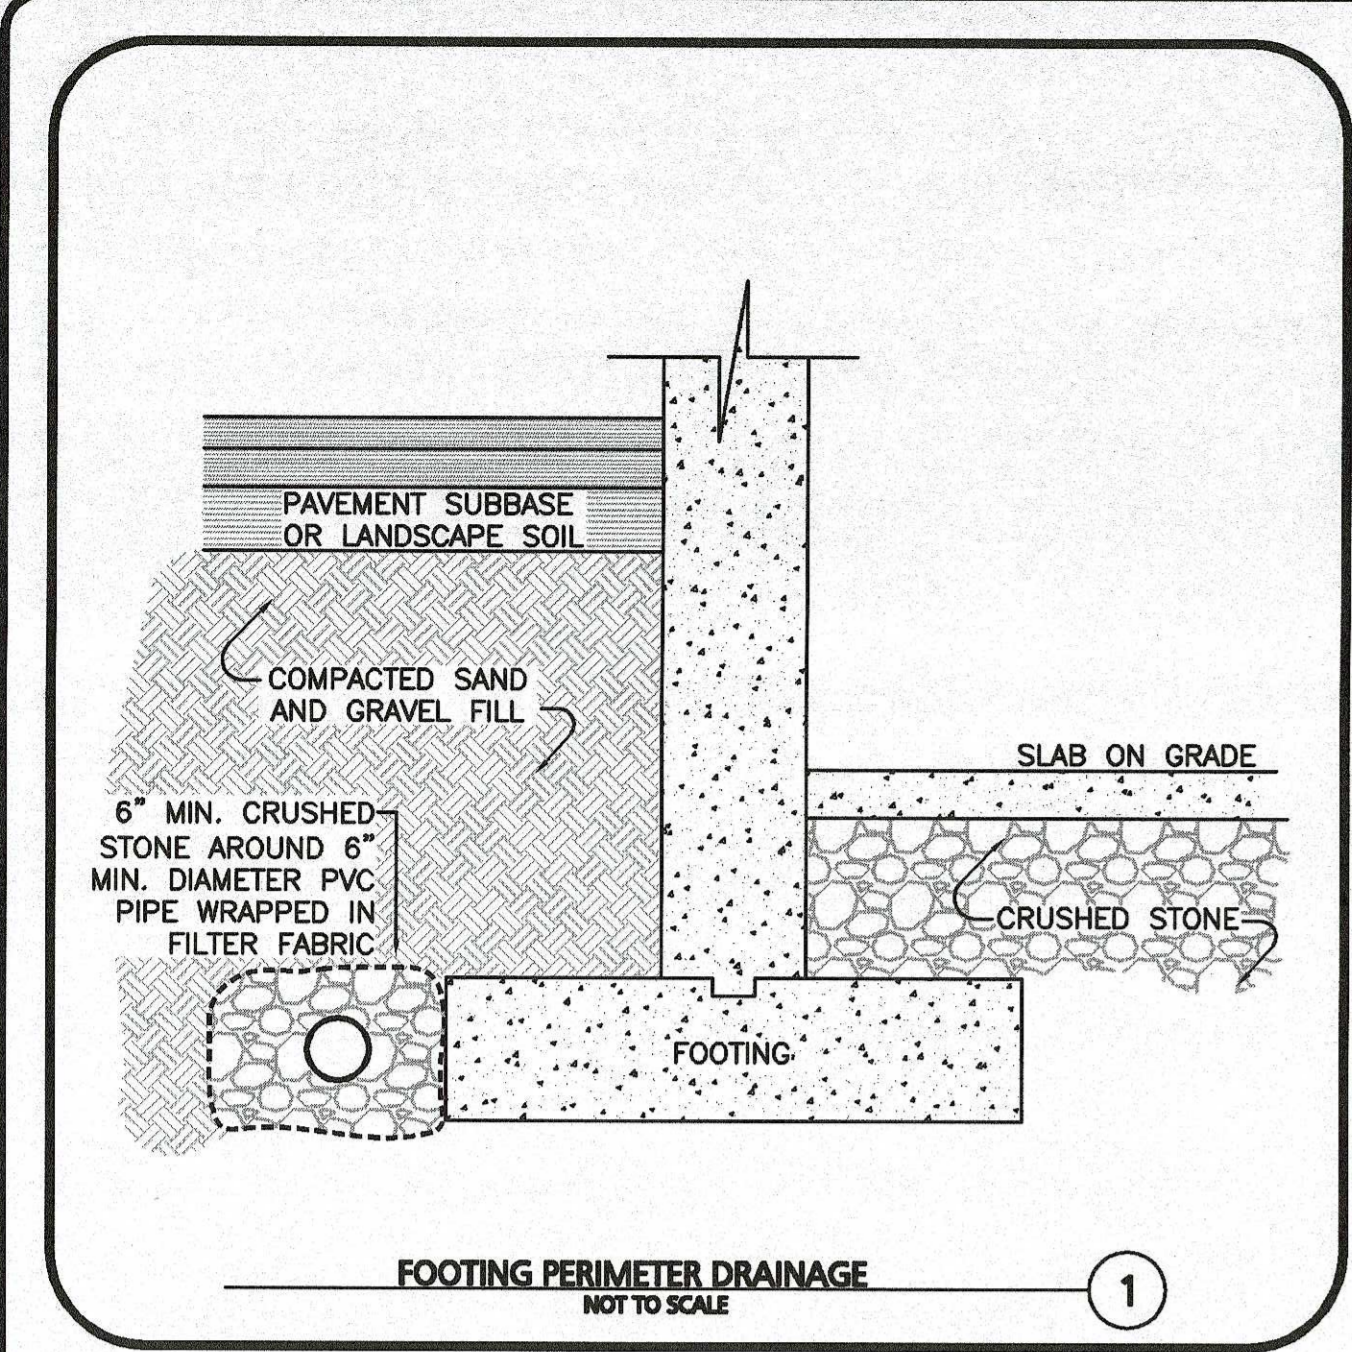 PAVEMENT SUBBASE
OR LANDSCAPE SOIL
COMPACTED SAND
AND GRAVEL FILL
SLAB ON GRADE
6" MIN. CRUSHED
STONE AROUND 6"
MIN. DIAMETER PVC
PIPE WRAPPED IN
FILTER FABRIC
CRUSHED STONE
FOOTING
FOOTING PERIMETER DRAINAGE
NOT TO SCALE
1